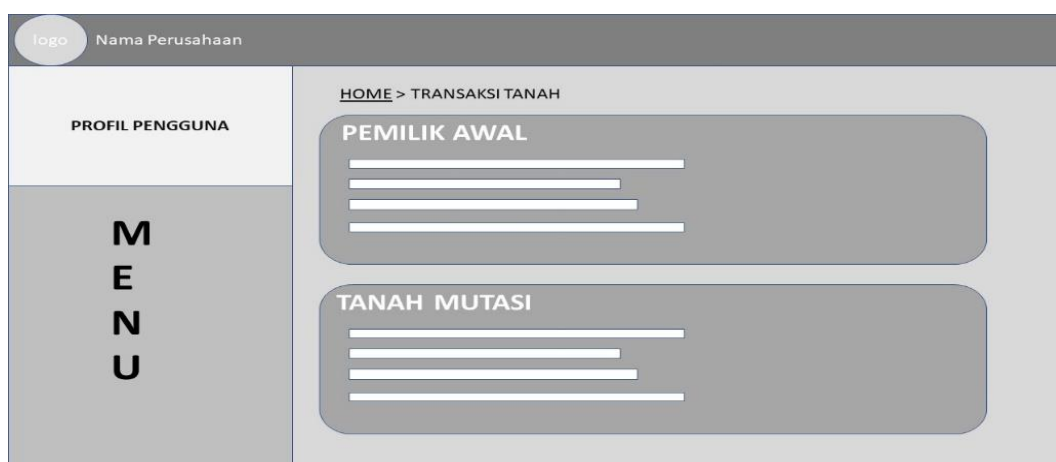 logo Nama Perusahaan
HOME > TRANSAKSI TANAH
PROFIL PENGGUNA
PEMILIK AWAL
M
E
N
U
TANAH MUTASI